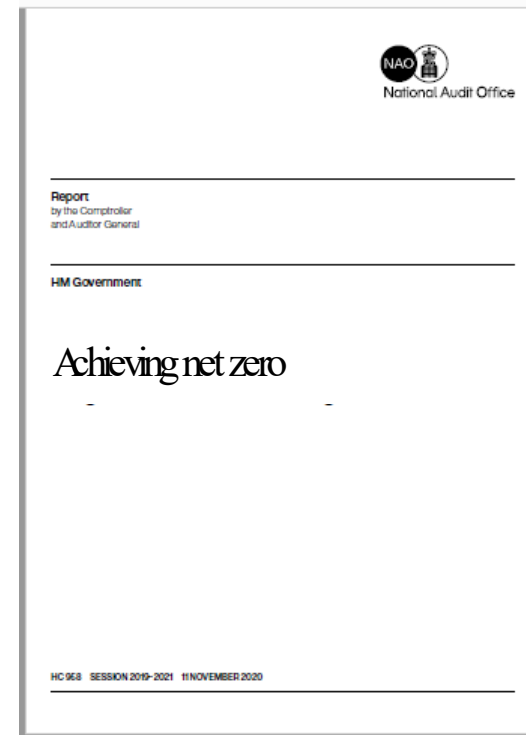 NAO
National Audit Office
Report
by the Comptroller
and Auditor General
HM Government
Achieving net zero
HC 958 SESSION 2019-2021 11 NOVEMBER 2020